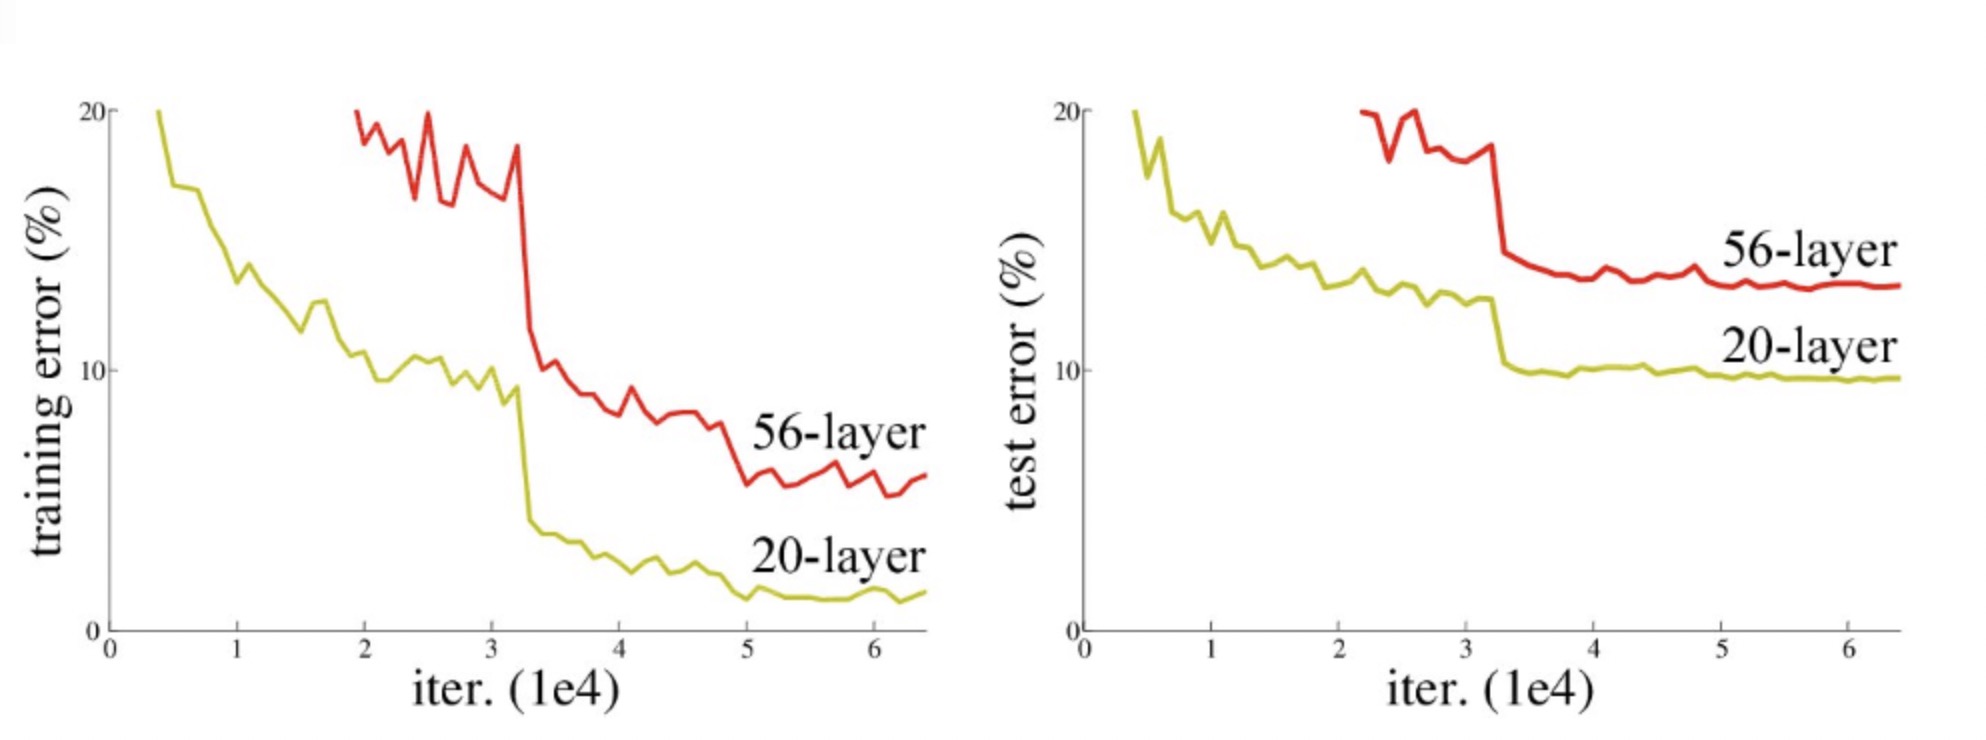 training error (%)
20
10
0
56-layer
20-layer
0 1 2 3 4 5 6
iter. (1e4)
test error (%)
20
10
0
56-layer
20-layer
0 1 2 3 4 5 6
iter. (1e4)